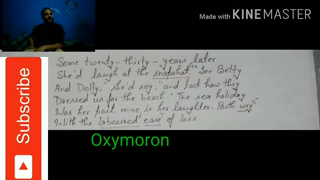 Made with KINEMASTER
Some twenty-thirty-years later
She'd laugh at the snapshot "See Betty
And Dolly," she'd say, "and look how they
Dressed us for the beach" The sea holiday
Was her past, mine is her laughter. Both wry
With the laboured ease of loss.
Subscribe
Oxymoron